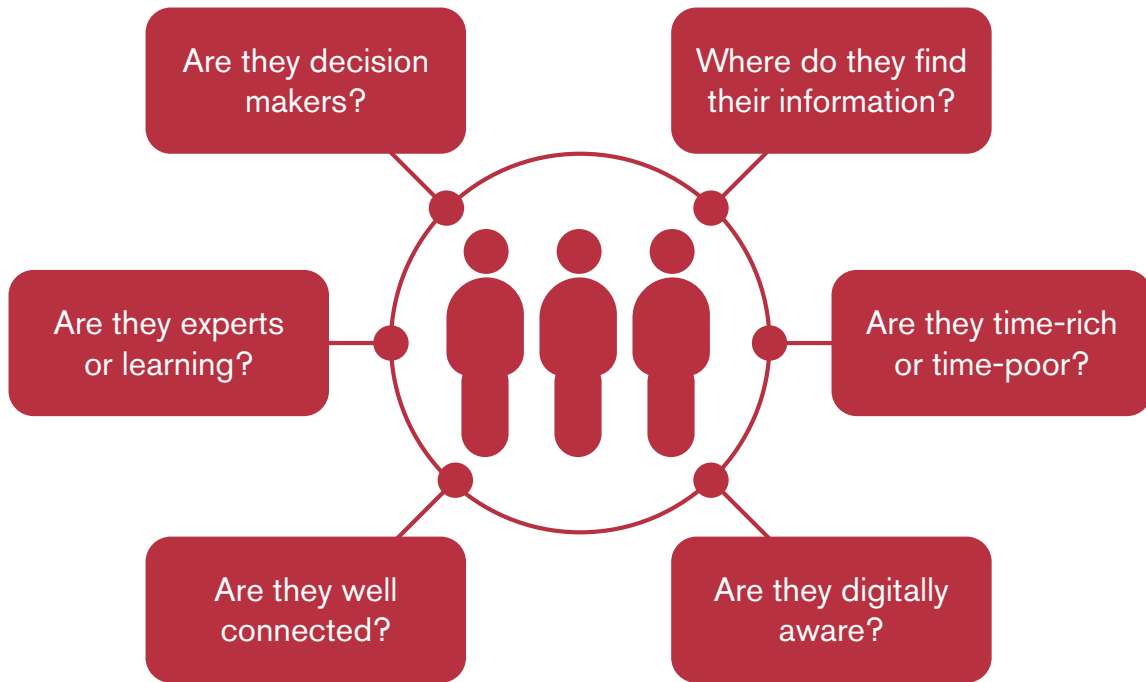 Are they decision
makers?
Where do they find
their information?
Are they experts
or learning?
Are they time-rich
or time-poor?
Are they well
connected?
Are they digitally
aware?